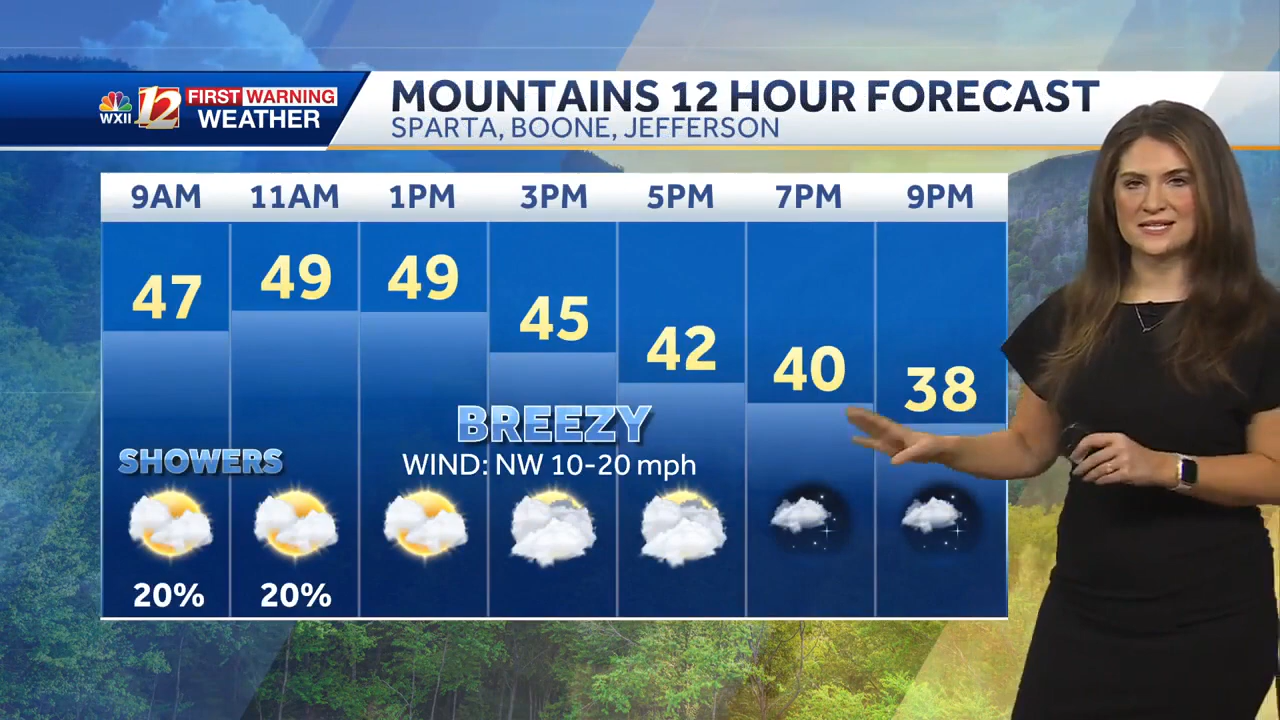 WXII 12 FIRST WARNING
WEATHER
MOUNTAINS 12 HOUR FORECAST
SPARTA, BOONE, JEFFERSON
9AM 11AM 1PM 3PM 5PM 7PM 9PM
47 49 49 45 42 40 38
BREEZY
SHOWERS
WIND: NW 10-20 mph
20% 20%